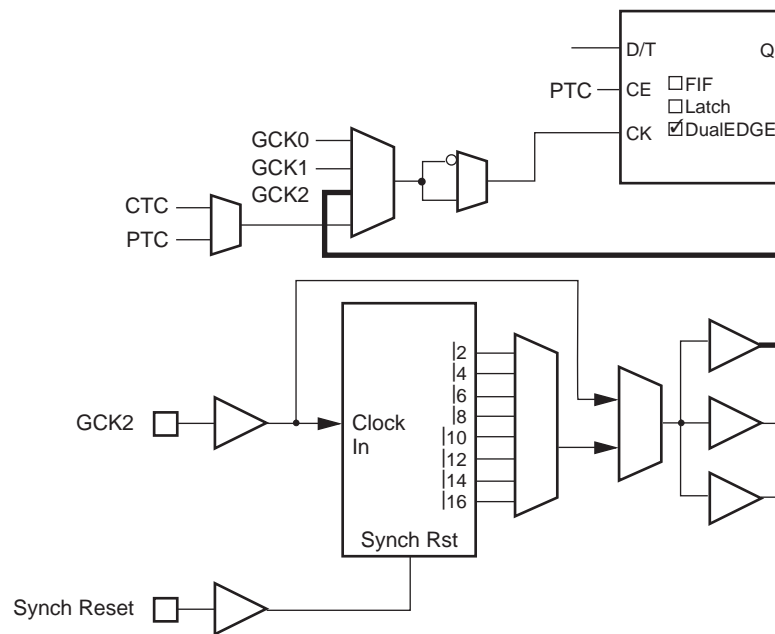 D/T
Q
PTC
CE
FIF
Latch
DualEDGE
CK
GCK0
GCK1
GCK2
CTC
PTC
GCK2
Clock
In
|2
|4
|6
|8
|10
|12
|14
|16
Synch Rst
Synch Reset